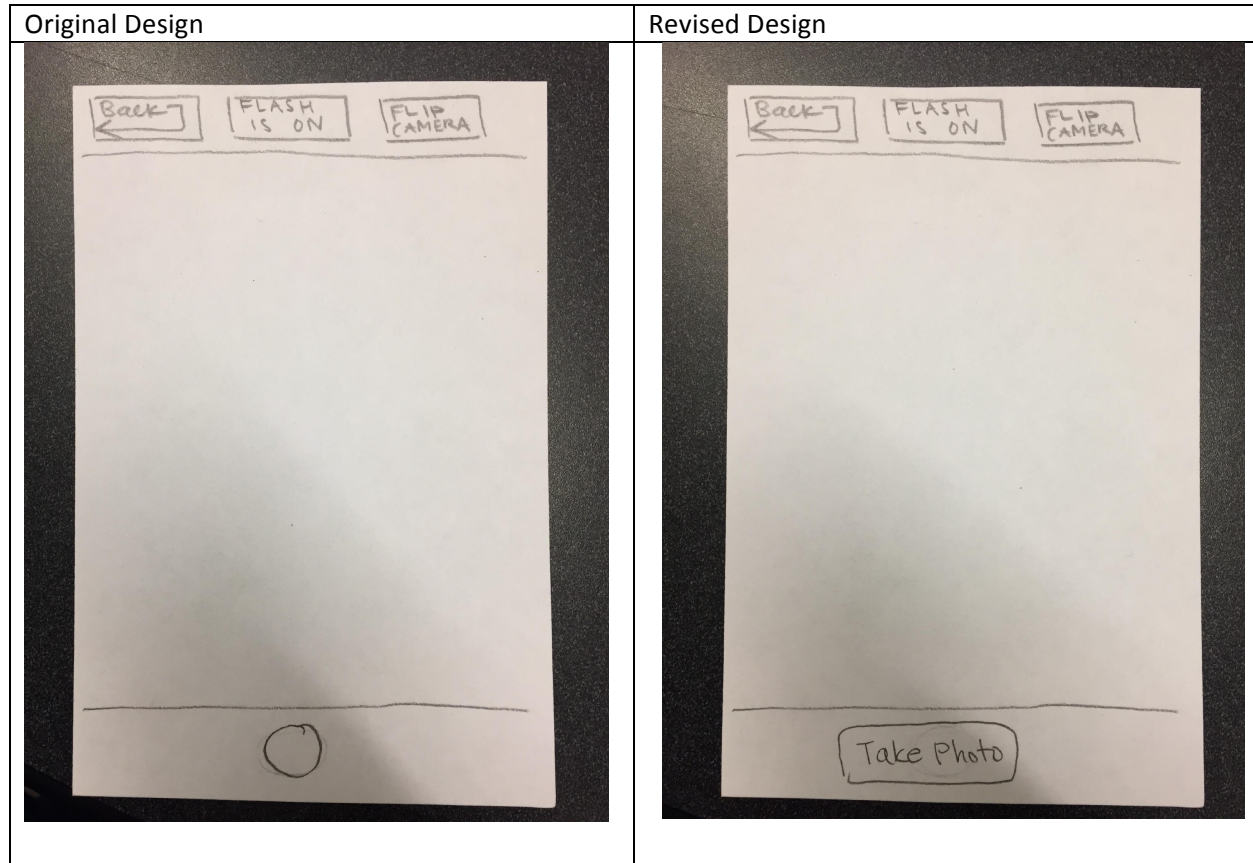 Original Design
Revised Design
Back
FLASH
IS ON
FLIP
CAMERA
Back
FLASH
IS ON
FLIP
CAMERA
Take Photo